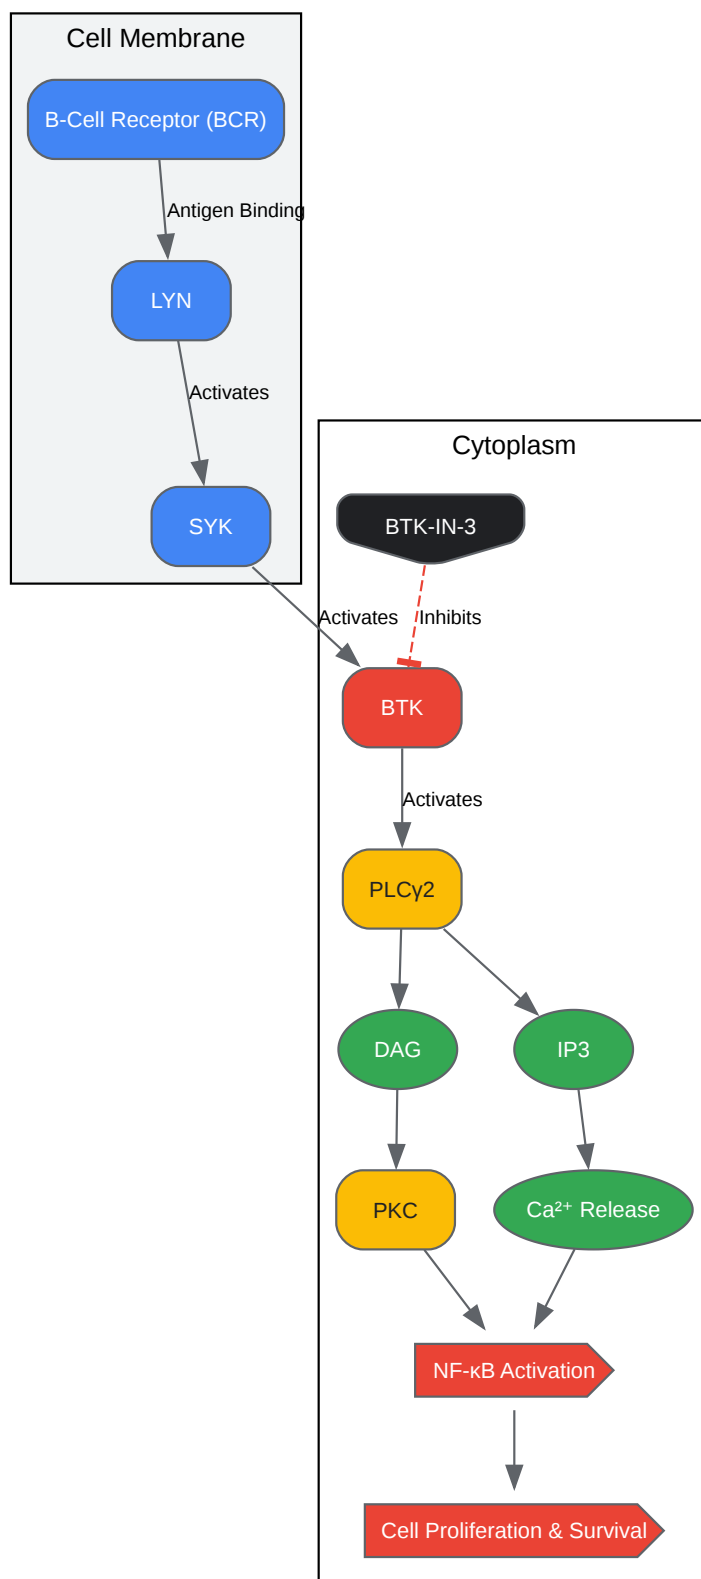 Cell Membrane
B-Cell Receptor (BCR)
Antigen Binding
LYN
Activates
SYK
Cytoplasm
BTK-IN-3
Activates
Inhibits
BTK
Activates
PLCγ2
DAG
IP3
PKC
Ca²⁺ Release
NF-κB Activation
Cell Proliferation & Survival